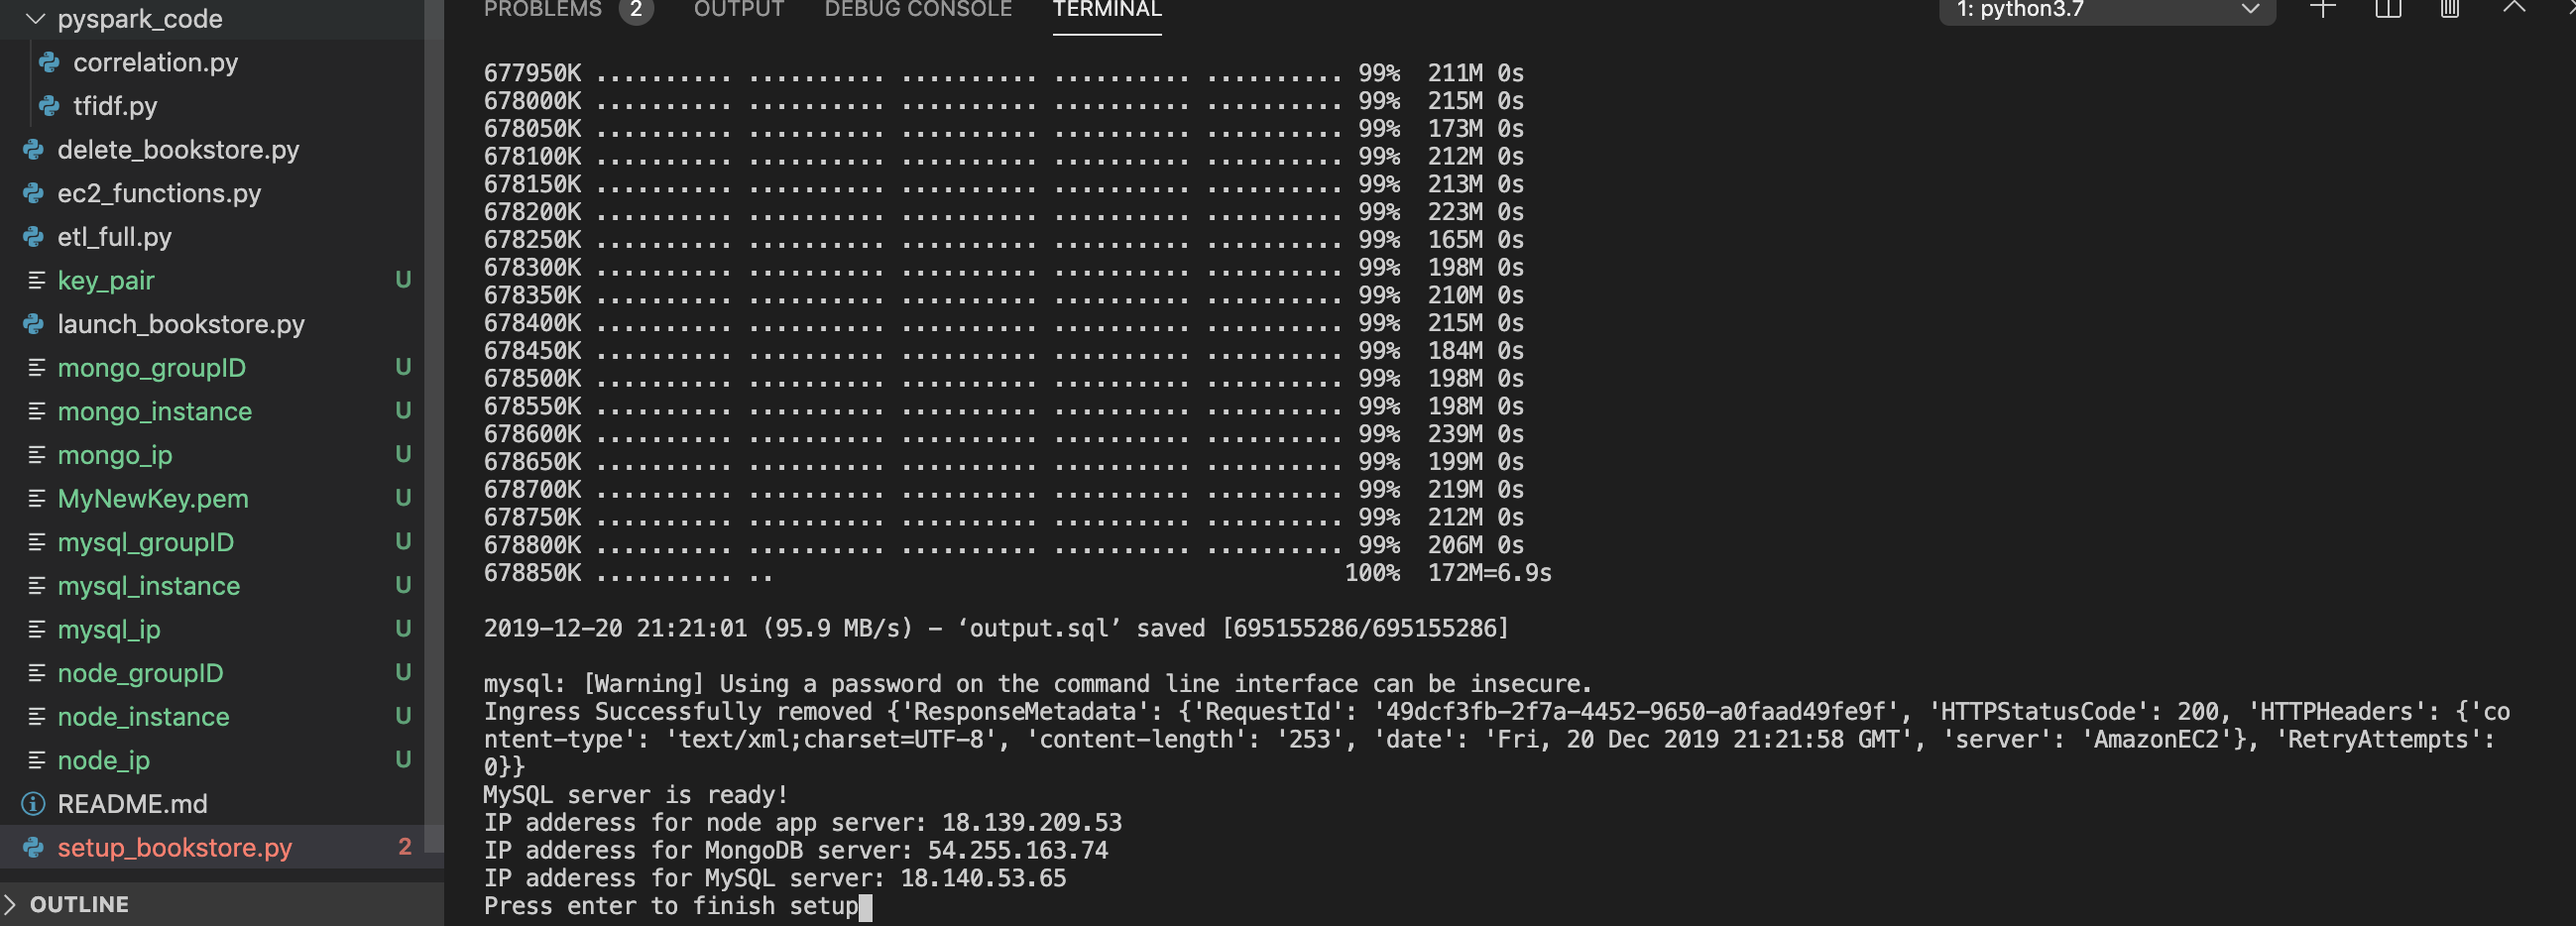 pyspark_code
correlation.py
tfidf.py
delete_bookstore.py
ec2_functions.py
etl_full.py
key_pair U
launch_bookstore.py
mongo_groupID U
mongo_instance U
mongo_ip U
MyNewKey.pem U
mysql_groupID U
mysql_instance U
mysql_ip U
node_groupID U
node_instance U
node_ip U
README.md
setup_bookstore.py 2
OUTLINE
PROBLEMS 2 OUTPUT DEBUG CONSOLE TERMINAL 1: python3.7
677950K .......... .......... .......... .......... .......... 99% 211M 0s
678000K .......... .......... .......... .......... .......... 99% 215M 0s
678050K .......... .......... .......... .......... .......... 99% 173M 0s
678100K .......... .......... .......... .......... .......... 99% 212M 0s
678150K .......... .......... .......... .......... .......... 99% 213M 0s
678200K .......... .......... .......... .......... .......... 99% 223M 0s
678250K .......... .......... .......... .......... .......... 99% 165M 0s
678300K .......... .......... .......... .......... .......... 99% 198M 0s
678350K .......... .......... .......... .......... .......... 99% 210M 0s
678400K .......... .......... .......... .......... .......... 99% 215M 0s
678450K .......... .......... .......... .......... .......... 99% 184M 0s
678500K .......... .......... .......... .......... .......... 99% 198M 0s
678550K .......... .......... .......... .......... .......... 99% 198M 0s
678600K .......... .......... .......... .......... .......... 99% 239M 0s
678650K .......... .......... .......... .......... .......... 99% 199M 0s
678700K .......... .......... .......... .......... .......... 99% 219M 0s
678750K .......... .......... .......... .......... .......... 99% 212M 0s
678800K .......... .......... .......... .......... .......... 99% 206M 0s
678850K .......... .. 100% 172M=6.9s
2019-12-20 21:21:01 (95.9 MB/s) - ‘output.sql’ saved [695155286/695155286]
mysql: [Warning] Using a password on the command line interface can be insecure.
Ingress Successfully removed {'ResponseMetadata': {'RequestId': '49dcf3fb-2f7a-4452-9650-a0faad49fe9f', 'HTTPStatusCode': 200, 'HTTPHeaders': {'co
ntent-type': 'text/xml;charset=UTF-8', 'content-length': '253', 'date': 'Fri, 20 Dec 2019 21:21:58 GMT', 'server': 'AmazonEC2'}, 'RetryAttempts':
0}}
MySQL server is ready!
IP adderess for node app server: 18.139.209.53
IP adderess for MongoDB server: 54.255.163.74
IP adderess for MySQL server: 18.140.53.65
Press enter to finish setup